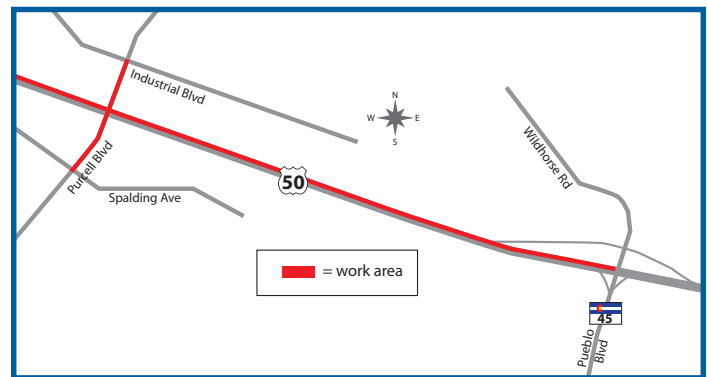 Industrial Blvd
N
W E
S
Purcell Blvd
Spalding Ave
50
Wildhorse Rd
= work area
45
Pueblo
Blvd